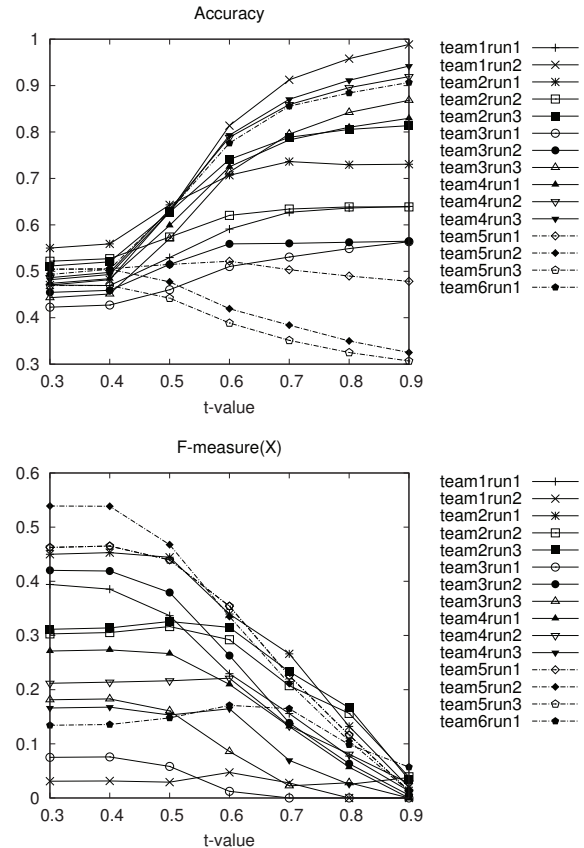 Accuracy
1
0.9
0.8
0.7
0.6
0.5
0.4
0.3
0.3 0.4 0.5 0.6 0.7 0.8 0.9
t-value
team1run1
team1run2
team2run1
team2run2
team2run3
team3run1
team3run2
team3run3
team4run1
team4run2
team4run3
team5run1
team5run2
team5run3
team6run1
F-measure(X)
0.6
0.5
0.4
0.3
0.2
0.1
0
0.3 0.4 0.5 0.6 0.7 0.8 0.9
t-value
team1run1
team1run2
team2run1
team2run2
team2run3
team3run1
team3run2
team3run3
team4run1
team4run2
team4run3
team5run1
team5run2
team5run3
team6run1